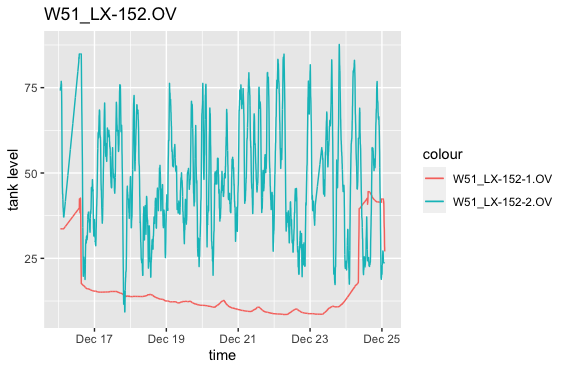 W51_LX-152.OV
75
50
25
tank level
Dec 17 Dec 19 Dec 21 Dec 23 Dec 25
time
colour
W51_LX-152-1.OV
W51_LX-152-2.OV